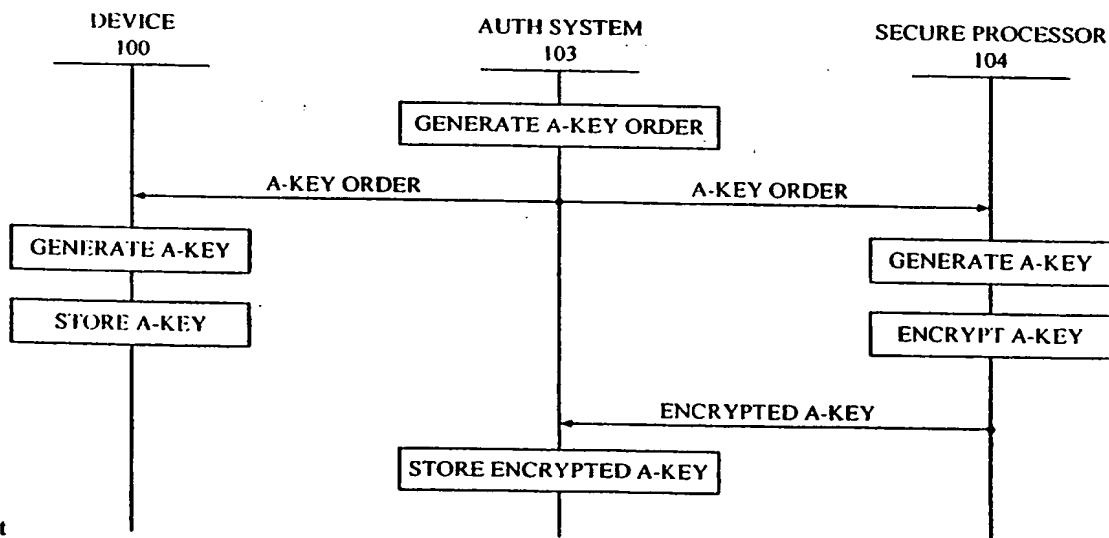 DEVICE
100
AUTH SYSTEM
103
SECURE PROCESSOR
104
GENERATE A-KEY ORDER
A-KEY ORDER
A-KEY ORDER
GENERATE A-KEY
GENERATE A-KEY
STORE A-KEY
ENCRYPT A-KEY
ENCRYPTED A-KEY
STORE ENCRYPTED A-KEY
t